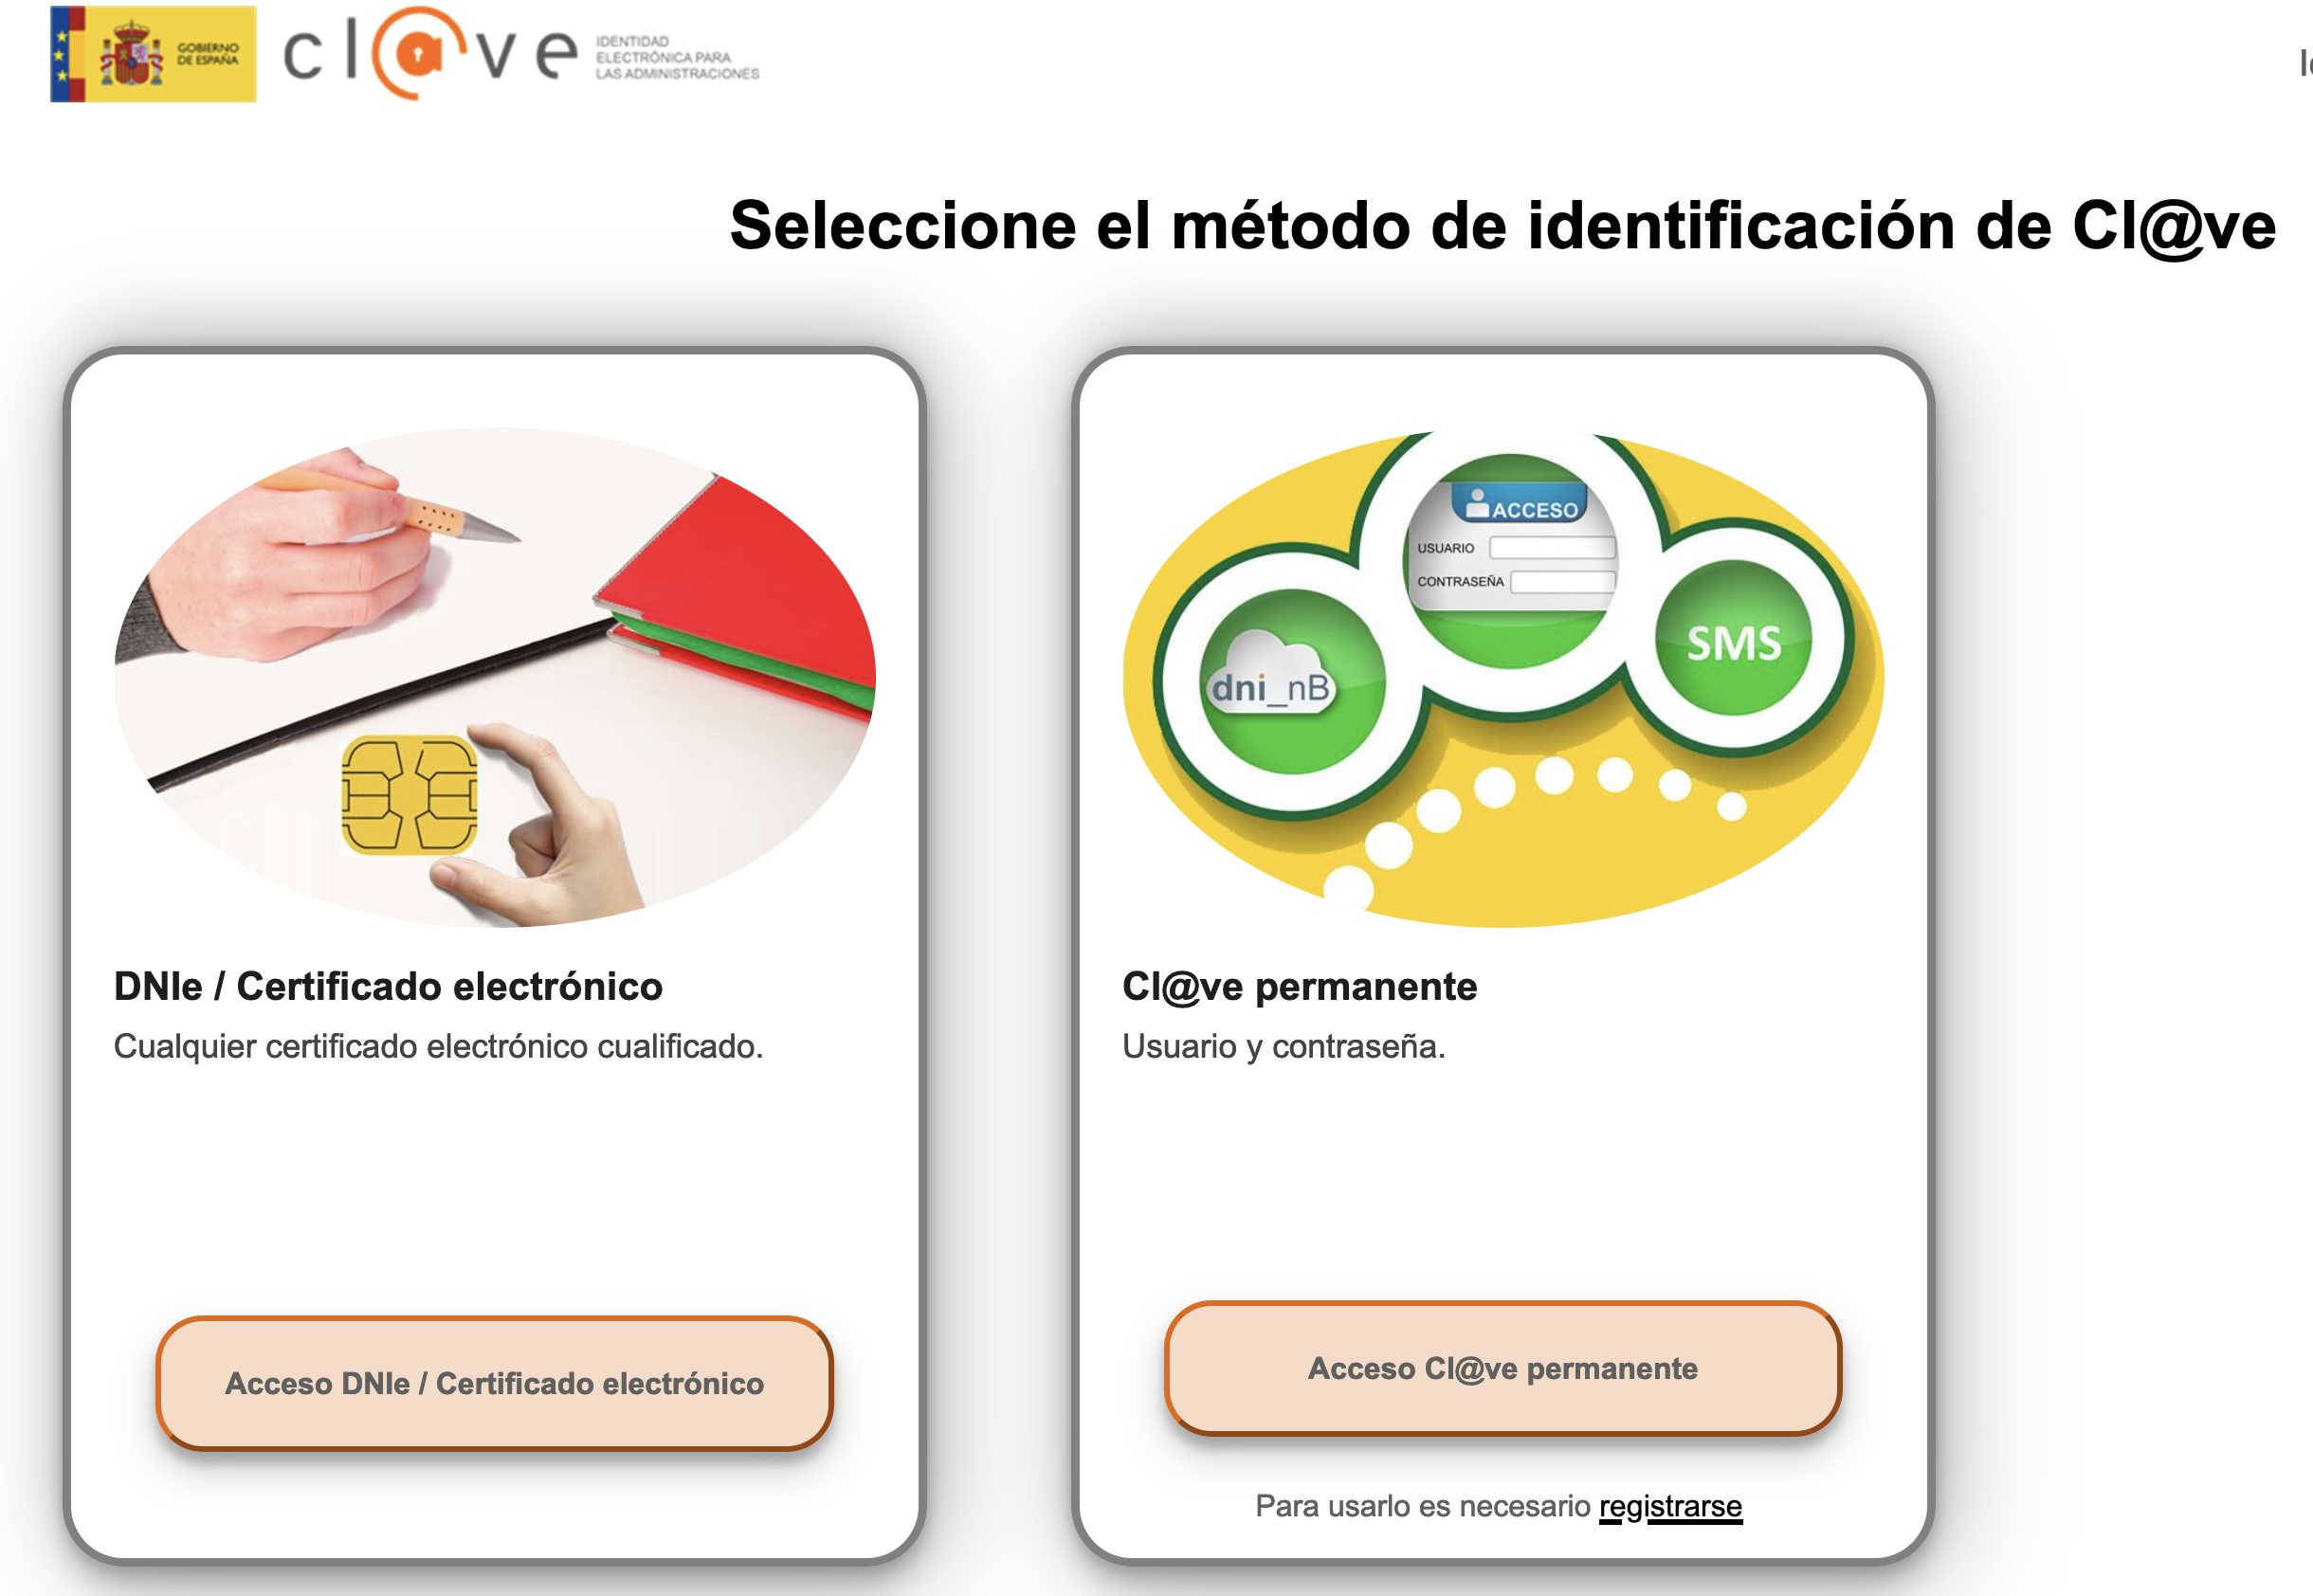 GOBIERNO
DE ESPAÑA
cl@ve
IDENTIDAD
ELECTRÓNICA PARA
LAS ADMINISTRACIONES
Seleccione el método de identificación de Cl@ve
ACCESO
USUARIO
CONTRASEÑA
dni_nB
SMS
DNIe / Certificado electrónico
Cualquier certificado electrónico cualificado.
Acceso DNIe / Certificado electrónico
Cl@ve permanente
Usuario y contraseña.
Acceso Cl@ve permanente
Para usarlo es necesario registrarse